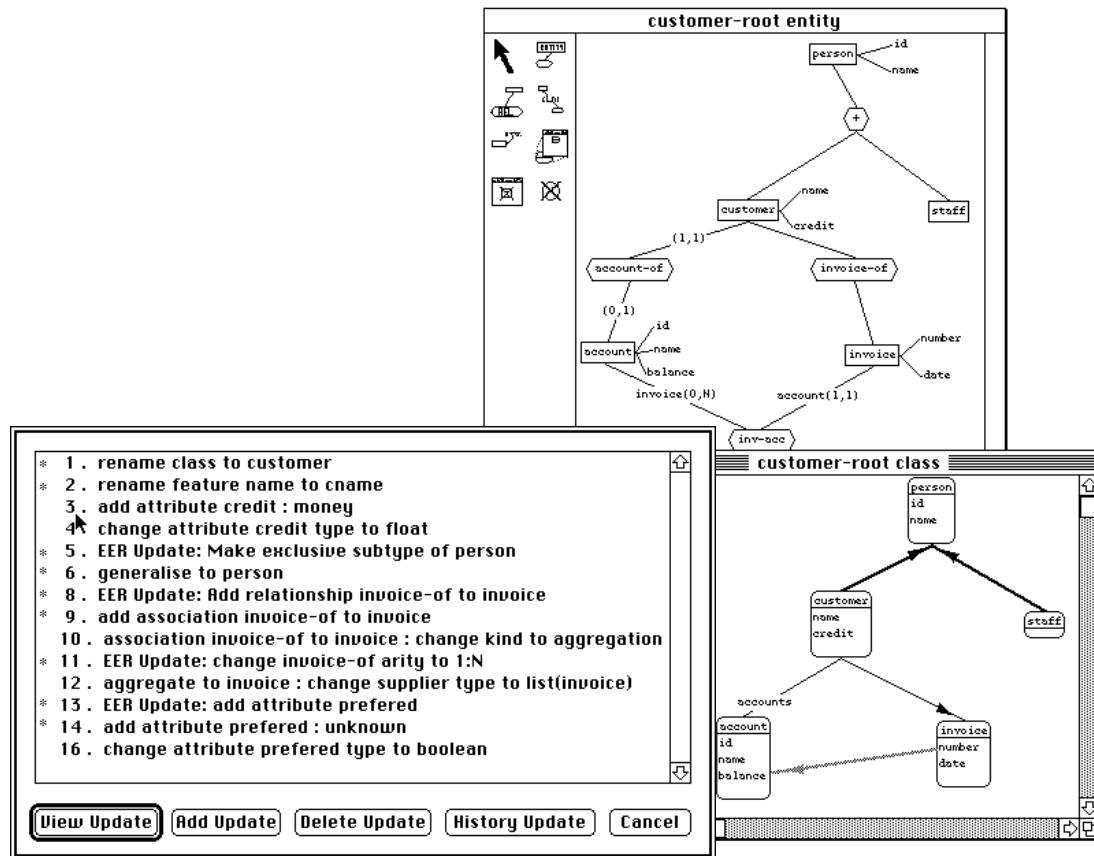 customer-root entity
ENTITY
REL
person
id
name
+
customer
name
credit
staff
(1,1)
account-of
invoice-of
(0,1)
account
id
name
balance
invoice
number
date
invoice(0,N)
account(1,1)
inv-acc
* 1. rename class to customer
* 2. rename feature name to cname
3. add attribute credit : money
4. change attribute credit type to float
* 5. EER Update: Make exclusive subtype of person
* 6. generalise to person
* 8. EER Update: Add relationship invoice-of to invoice
* 9. add association invoice-of to invoice
10. association invoice-of to invoice : change kind to aggregation
* 11. EER Update: change invoice-of arity to 1:N
12. aggregate to invoice : change supplier type to list(invoice)
* 13. EER Update: add attribute prefered
* 14. add attribute prefered : unknown
16. change attribute prefered type to boolean
View Update
Add Update
Delete Update
History Update
Cancel
customer-root class
person
id
name
customer
name
credit
staff
accounts
account
id
name
balance
invoice
number
date